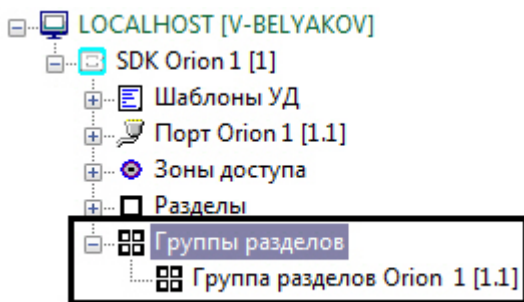 LOCALHOST [V-BELYAKOV]
SDK Orion 1 [1]
Шаблоны УД
Порт Orion 1 [1.1]
Зоны доступа
Разделы
Группы разделов
Группа разделов Orion 1 [1.1]